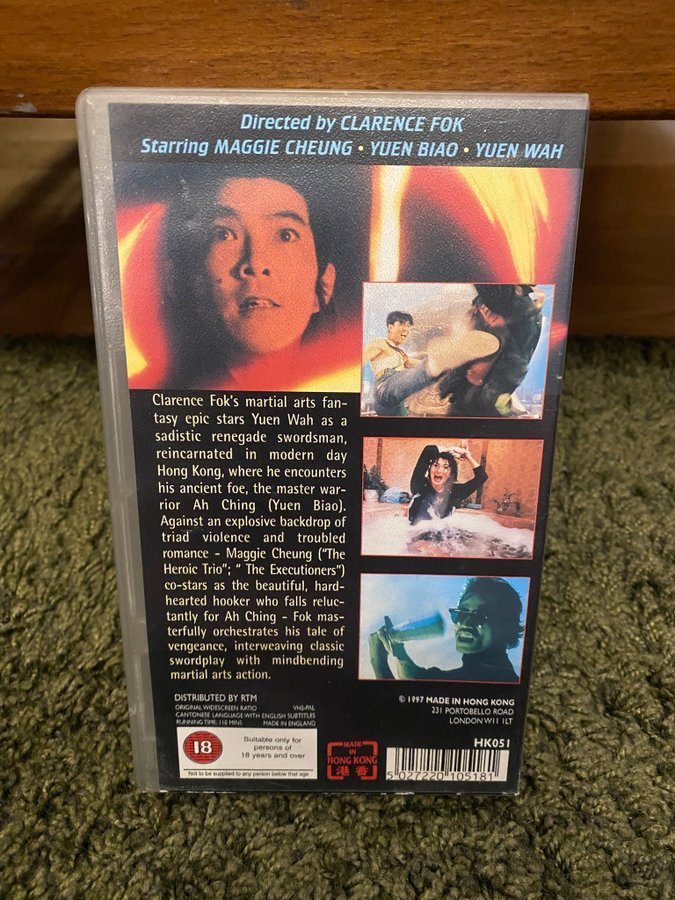 Directed by CLARENCE FOK
Starring MAGGIE CHEUNG • YUEN BIAO • YUEN WAH
Clarence Fok's martial arts fan-
tasy epic stars Yuen Wah as a
sadistic renegade swordsman,
reincarnated in modern day
Hong Kong, where he encounters
his ancient foe, the master war-
rior Ah Ching (Yuen Biao).
Against an explosive backdrop of
triad violence and troubled
romance - Maggie Cheung ("The
Heroic Trio"; " The Executioners")
co-stars as the beautiful, hard-
hearted hooker who falls reluc-
tantly for Ah Ching - Fok mas-
terfully orchestrates his tale of
vengeance, interweaving classic
swordplay with mindbending
martial arts action.
DISTRIBUTED BY RTM
ORIGINAL WIDESCREEN RATIO VHS-PAL
CANTONESE LANGUAGE WITH ENGLISH SUBTITLES
RUNNING TIME: 110 MINS MADE IN ENGLAND
© 1997 MADE IN HONG KONG
231 PORTOBELLO ROAD
LONDON W11 1LT
HK051
18
Suitable only for
persons of
18 years and over
Not to be supplied to any person below that age
MADE
IN
HONG KONG
港香
5 027220 105181